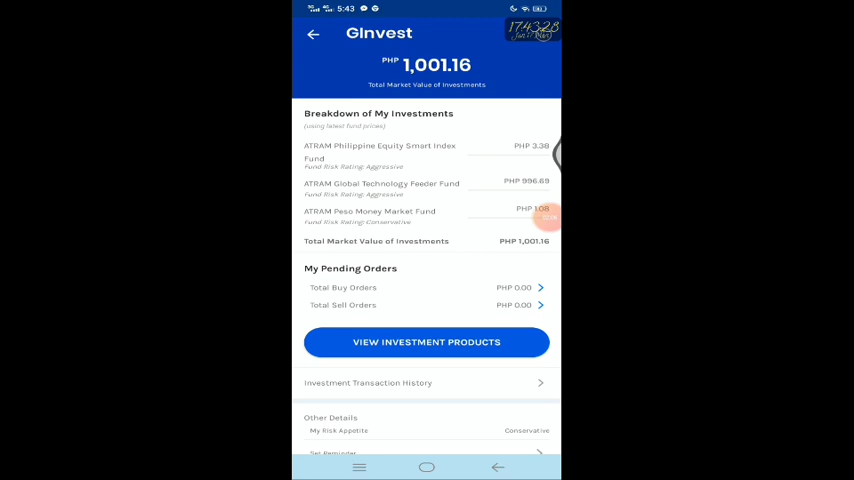 3G 4G 5:43
17:43:28
GInvest
PHP 1,001.16
Total Market Value of Investments
Breakdown of My Investments
(using latest fund prices)
ATRAM Philippine Equity Smart Index PHP 3.38
Fund
Fund Risk Rating: Aggressive
ATRAM Global Technology Feeder Fund PHP 996.69
Fund Risk Rating: Aggressive
ATRAM Peso Money Market Fund PHP 1.08
Fund Risk Rating: Conservative
Total Market Value of Investments PHP 1,001.16
My Pending Orders
Total Buy Orders PHP 0.00
Total Sell Orders PHP 0.00
VIEW INVESTMENT PRODUCTS
Investment Transaction History
Other Details
My Risk Appetite Conservative
Set Reminder